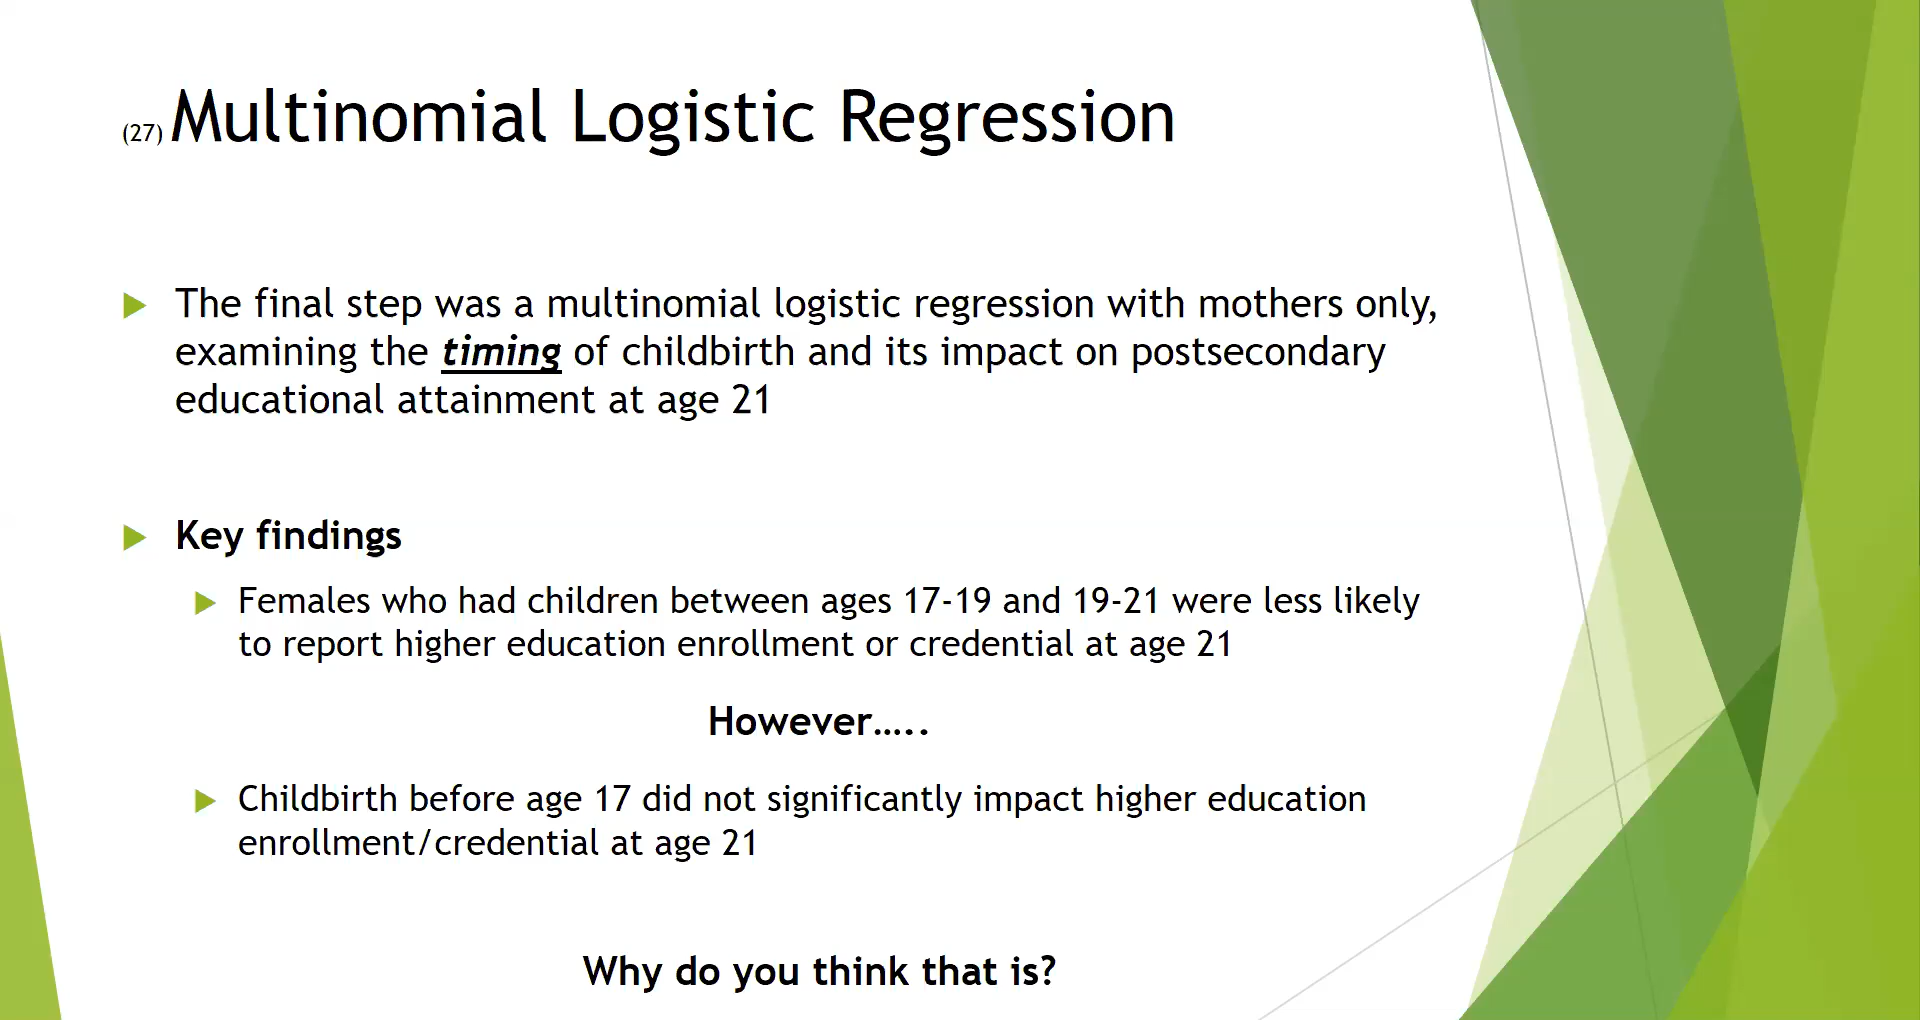 (27) Multinomial Logistic Regression
The final step was a multinomial logistic regression with mothers only,
examining the timing of childbirth and its impact on postsecondary
educational attainment at age 21
Key findings
Females who had children between ages 17-19 and 19-21 were less likely
to report higher education enrollment or credential at age 21
However…..
Childbirth before age 17 did not significantly impact higher education
enrollment/credential at age 21
Why do you think that is?